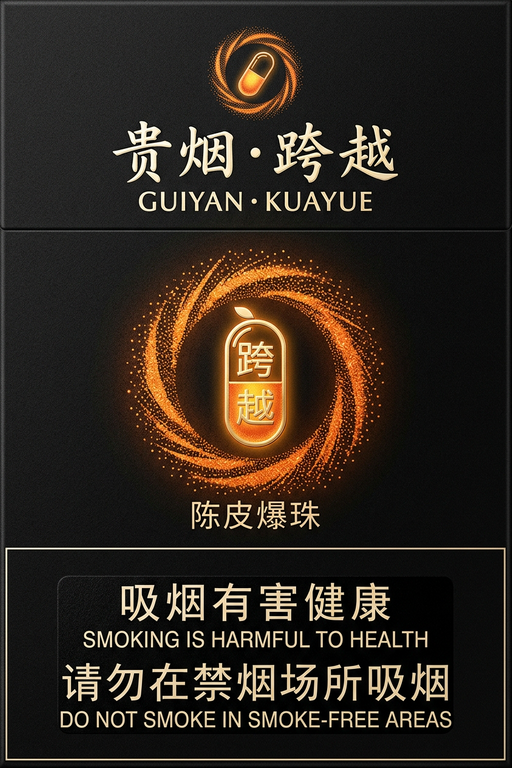 贵烟·跨越
GUIYAN·KUAYUE
跨
越
陈皮爆珠
吸烟有害健康
SMOKING IS HARMFUL TO HEALTH
请勿在禁烟场所吸烟
DO NOT SMOKE IN SMOKE-FREE AREAS